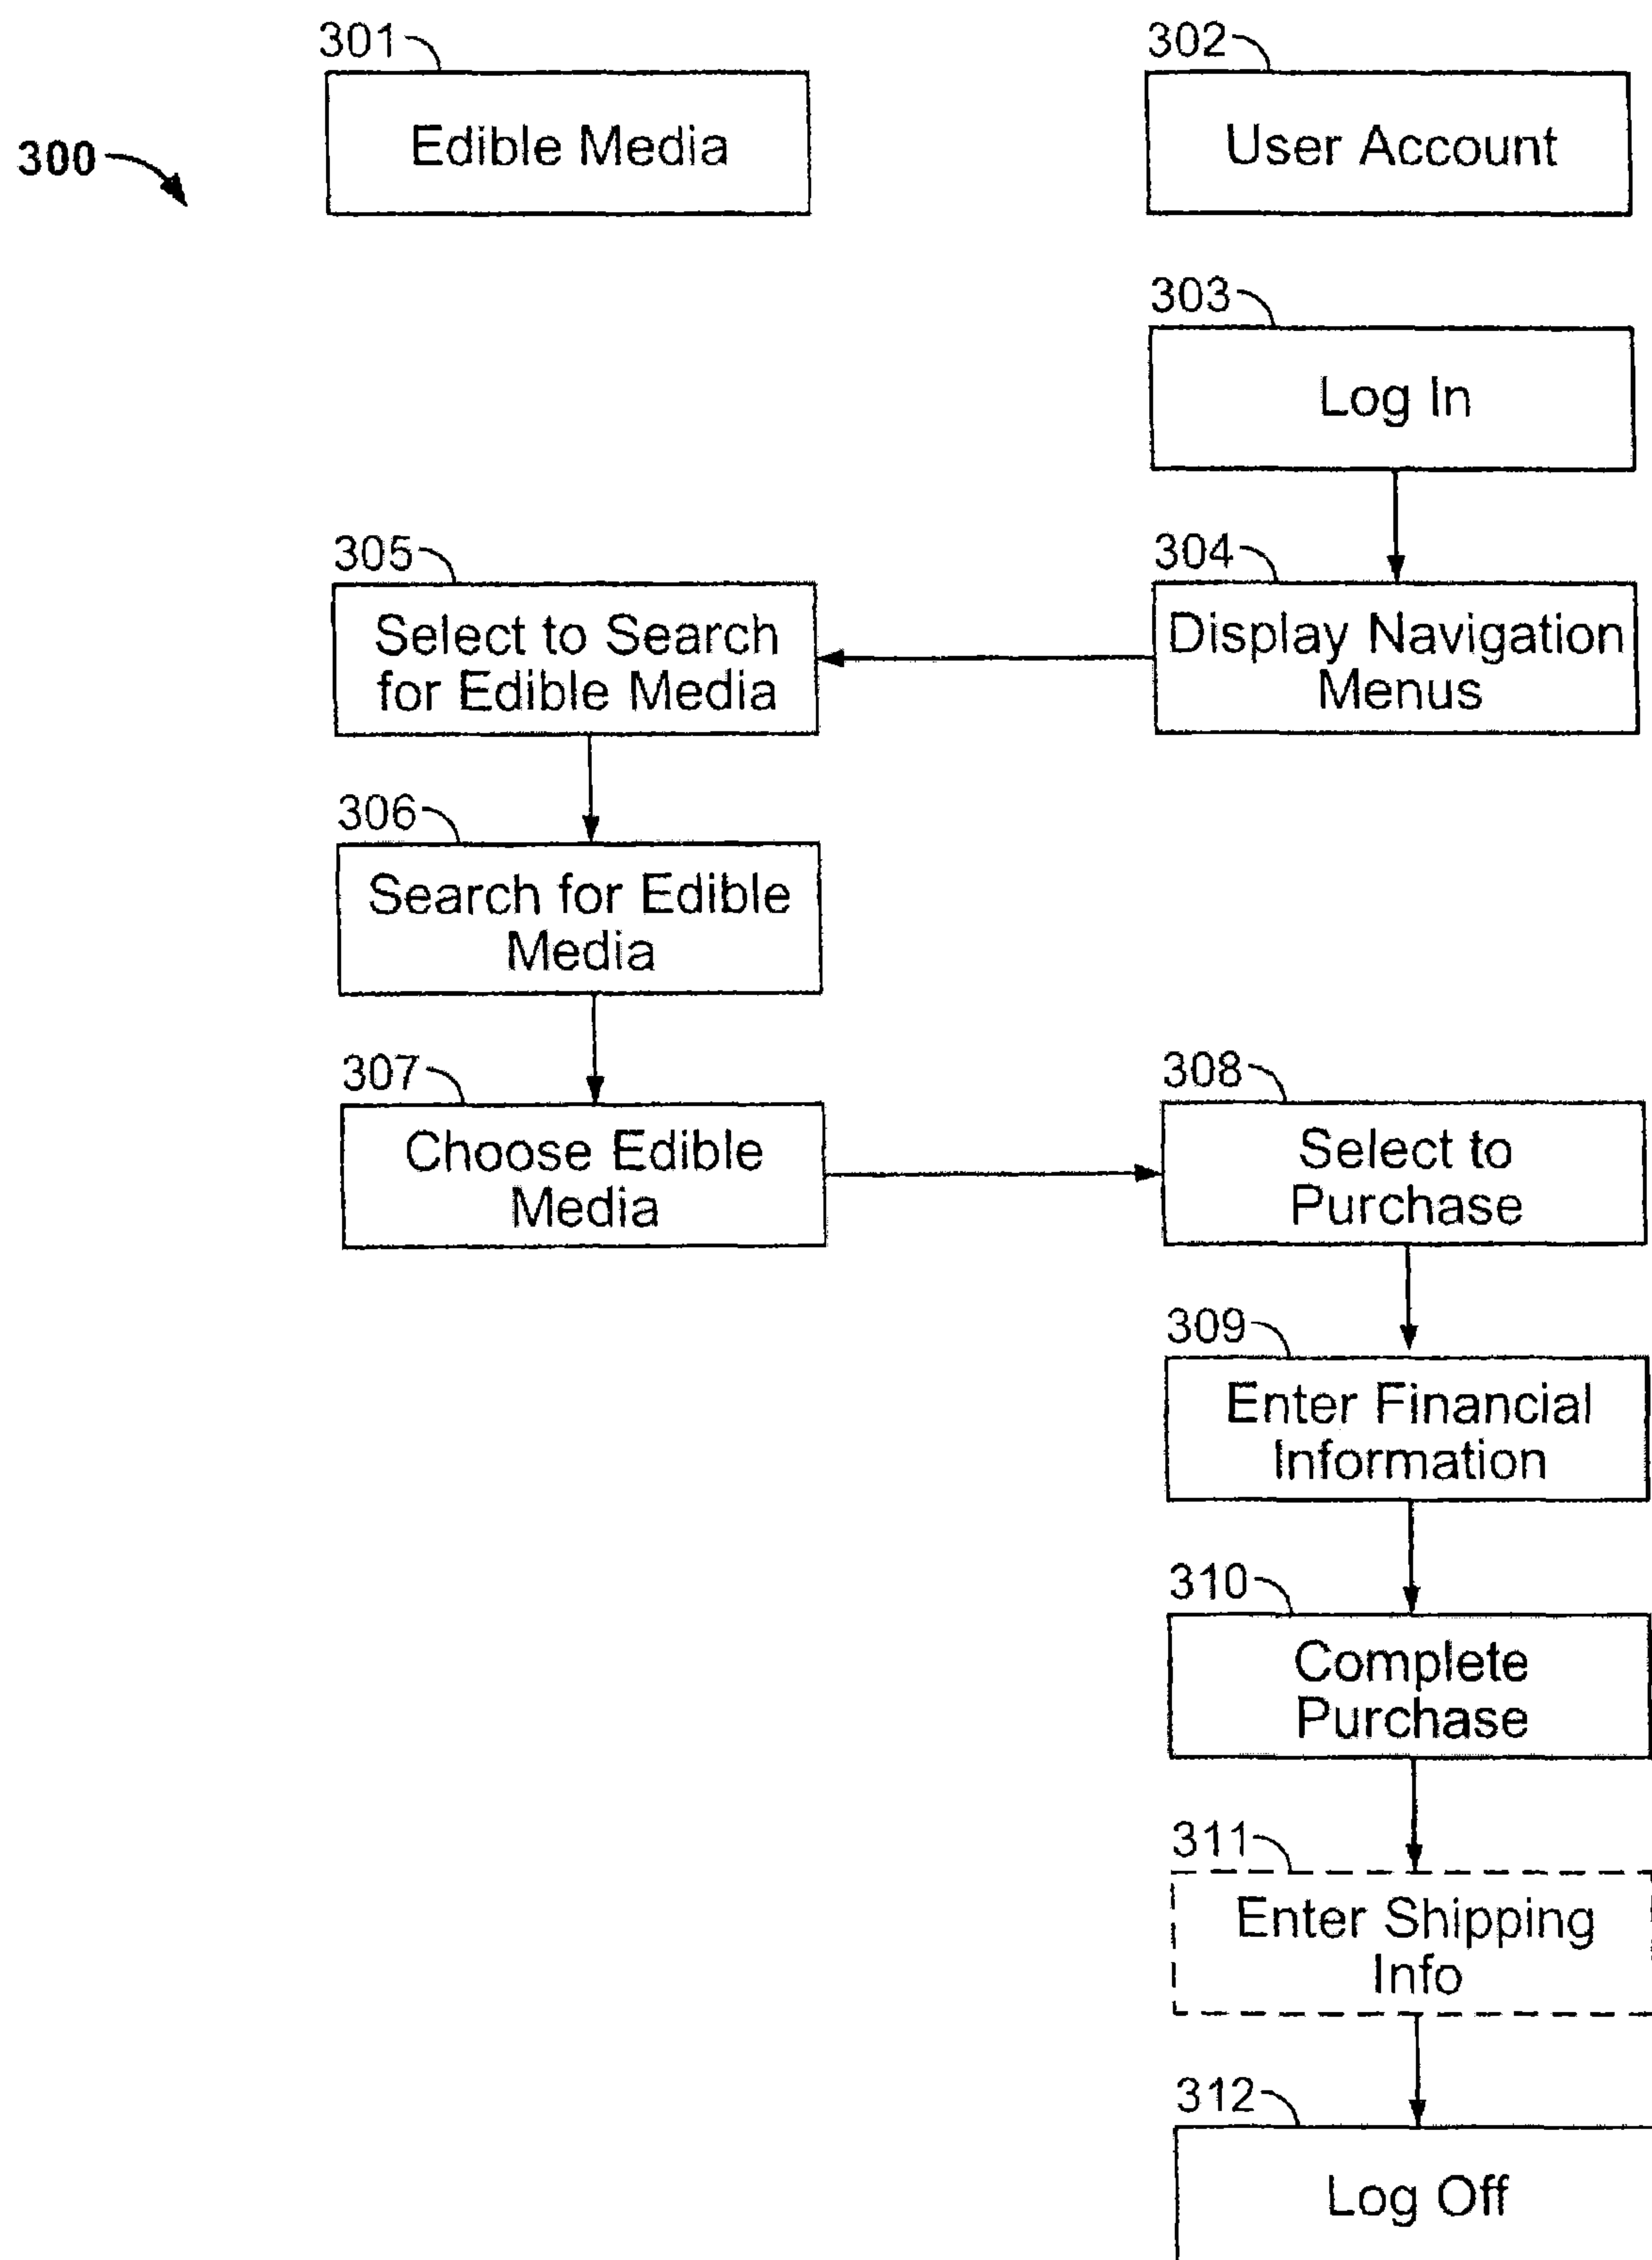 301
302
Edible Media
User Account
300
303
Log In
305
304
Select to Search
for Edible Media
Display Navigation
Menus
306
Search for Edible
Media
307
308
Choose Edible
Media
Select to
Purchase
309
Enter Financial
Information
310
Complete
Purchase
311
Enter Shipping
Info
312
Log Off